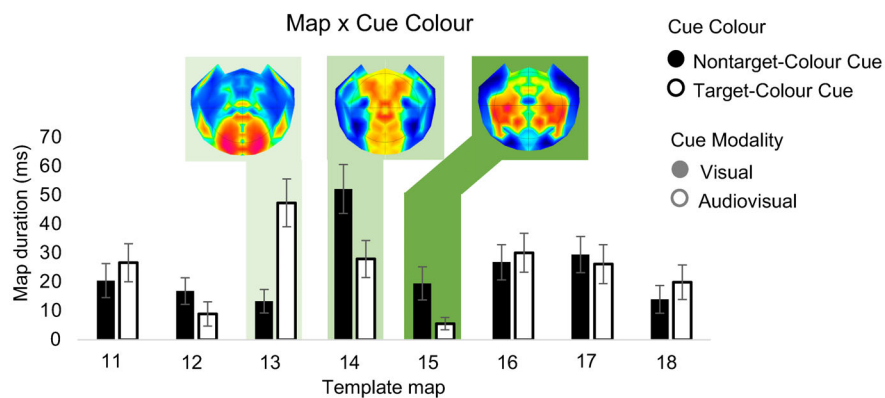 Map x Cue Colour
Cue Colour
Nontarget-Colour Cue
Target-Colour Cue
Cue Modality
Visual
Audiovisual
Map duration (ms)
70
60
50
40
30
20
10
0
11 12 13 14 15 16 17 18
Template map